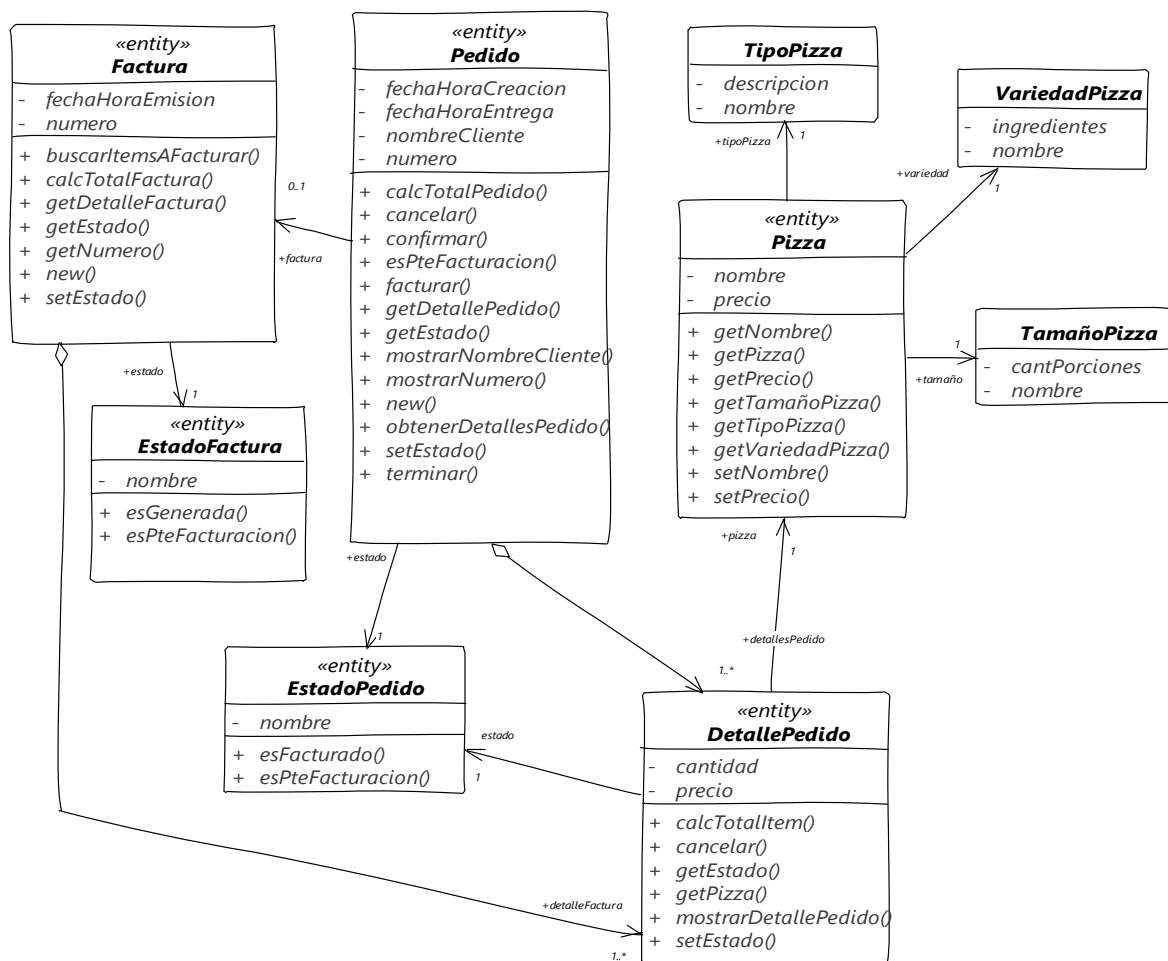 «entity»
Factura
- fechaHoraEmision
- numero
+ buscarItemsAFacturar()
+ calcTotalFactura()
+ getDetalleFactura()
+ getEstado()
+ getNumero()
+ new()
+ setEstado()
0..1
+factura
«entity»
Pedido
- fechaHoraCreacion
- fechaHoraEntrega
- nombreCliente
- numero
+ calcTotalPedido()
+ cancelar()
+ confirmar()
+ esPteFacturacion()
+ facturar()
+ getDetallePedido()
+ getEstado()
+ mostrarNombreCliente()
+ mostrarNumero()
+ new()
+ obtenerDetallesPedido()
+ setEstado()
+ terminar()
TipoPizza
- descripcion
- nombre
+tipoPizza
1
VariedadPizza
- ingredientes
- nombre
+variedad
1
«entity»
Pizza
- nombre
- precio
+ getNombre()
+ getPizza()
+ getPrecio()
+ getTamañoPizza()
+ getTipoPizza()
+ getVariedadPizza()
+ setNombre()
+ setPrecio()
1
+tamaño
TamañoPizza
- cantPorciones
- nombre
+estado
1
«entity»
EstadoFactura
- nombre
+ esGenerada()
+ esPteFacturacion()
+estado
1
+pizza
1
+detallesPedido
1..*
«entity»
EstadoPedido
- nombre
+ esFacturado()
+ esPteFacturacion()
estado
1
«entity»
DetallePedido
- cantidad
- precio
+ calcTotalItem()
+ cancelar()
+ getEstado()
+ getPizza()
+ mostrarDetallePedido()
+ setEstado()
+detalleFactura
1..*